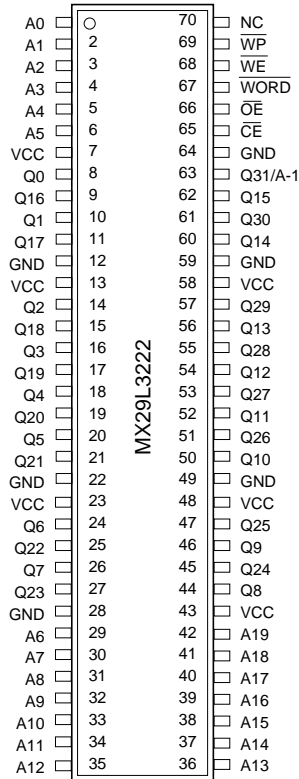 A0 1 70 NC
A1 2 69 WP
A2 3 68 WE
A3 4 67 WORD
A4 5 66 OE
A5 6 65 CE
VCC 7 64 GND
Q0 8 63 Q31/A-1
Q16 9 62 Q15
Q1 10 61 Q30
Q17 11 60 Q14
GND 12 59 GND
VCC 13 58 VCC
Q2 14 57 Q29
Q18 15 56 Q13
Q3 16 55 Q28
Q19 17 54 Q12
Q4 18 53 Q27
Q20 19 52 Q11
Q5 20 51 Q26
Q21 21 50 Q10
GND 22 49 GND
VCC 23 48 VCC
Q6 24 47 Q25
Q22 25 46 Q9
Q7 26 45 Q24
Q23 27 44 Q8
GND 28 43 VCC
A6 29 42 A19
A7 30 41 A18
A8 31 40 A17
A9 32 39 A16
A10 33 38 A15
A11 34 37 A14
A12 35 36 A13
MX29L3222